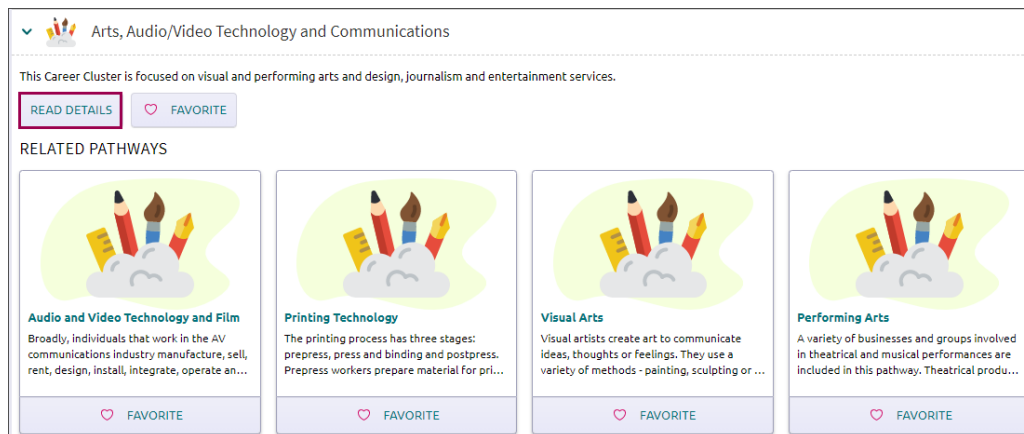 Arts, Audio/Video Technology and Communications
This Career Cluster is focused on visual and performing arts and design, journalism and entertainment services.
READ DETAILS
FAVORITE
RELATED PATHWAYS
Audio and Video Technology and Film
Broadly, individuals that work in the AV
communications industry manufacture, sell,
rent, design, install, integrate, operate an...
FAVORITE
Printing Technology
The printing process has three stages:
prepress, press and binding and postpress.
Prepress workers prepare material for pri...
FAVORITE
Visual Arts
Visual artists create art to communicate
ideas, thoughts or feelings. They use a
variety of methods - painting, sculpting or ...
FAVORITE
Performing Arts
A variety of businesses and groups involved
in theatrical and musical performances are
included in this pathway. Theatrical produ...
FAVORITE